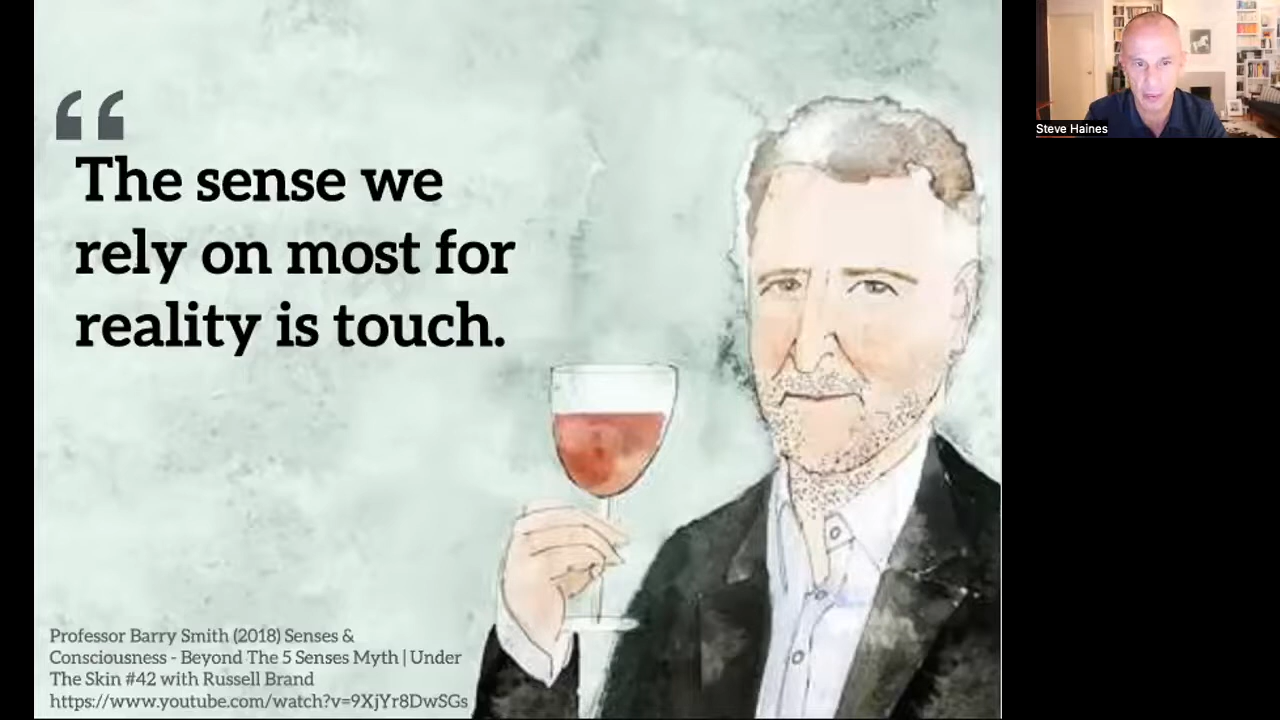 “
The sense we
rely on most for
reality is touch.
Professor Barry Smith (2018) Senses &
Consciousness - Beyond The 5 Senses Myth | Under
The Skin #42 with Russell Brand
https://www.youtube.com/watch?v=9XjYr8DwSGs
Steve Haines